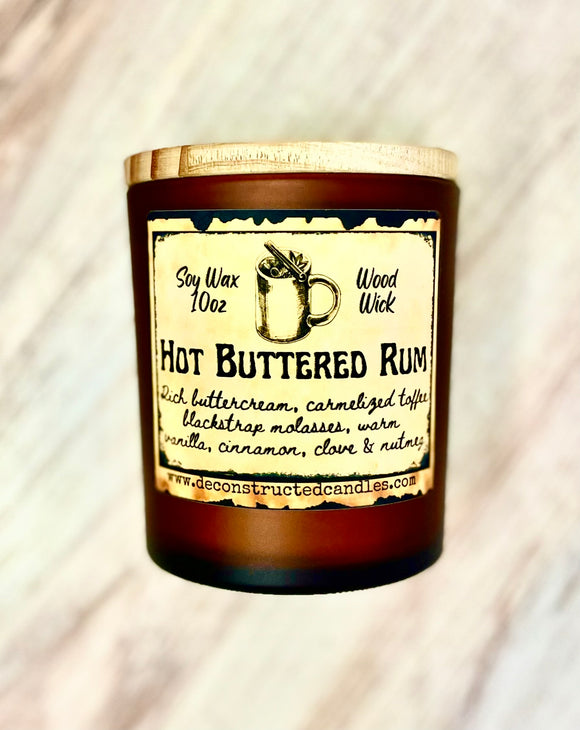 Soy Wax
10oz
Wood
Wick
HOT BUTTERED RUM
Rich buttercream, carmelized toffee
blackstrap molasses, warm
vanilla, cinnamon, clove & nutmeg
www.deconstructedcandles.com